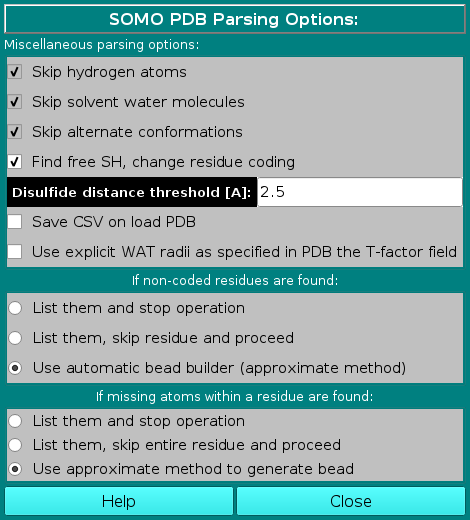 SOMO PDB Parsing Options:
Miscellaneous parsing options:
Skip hydrogen atoms
Skip solvent water molecules
Skip alternate conformations
Find free SH, change residue coding
Disulfide distance threshold [A]: 2.5
Save CSV on load PDB
Use explicit WAT radii as specified in PDB the T-factor field
If non-coded residues are found:
List them and stop operation
List them, skip residue and proceed
Use automatic bead builder (approximate method)
If missing atoms within a residue are found:
List them and stop operation
List them, skip entire residue and proceed
Use approximate method to generate bead
Help Close